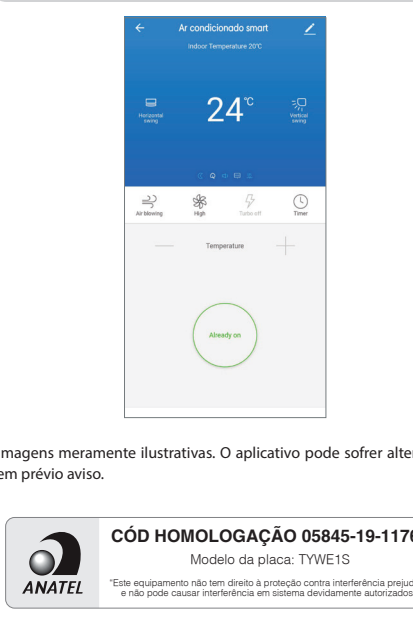 Ar condicionado smart
Indoor Temperature 20°C
24°C
Horizontal swing
Vertical swing
Air blowing
High
Turbo off
Timer
Temperature
Already on
magens meramente ilustrativas. O aplicativo pode sofrer alter
em prévio aviso.
ANATEL
CÓD HOMOLOGAÇÃO 05845-19-1176
Modelo da placa: TYWE1S
"Este equipamento não tem direito à proteção contra interferência prejud
e não pode causar interferência em sistema devidamente autorizados